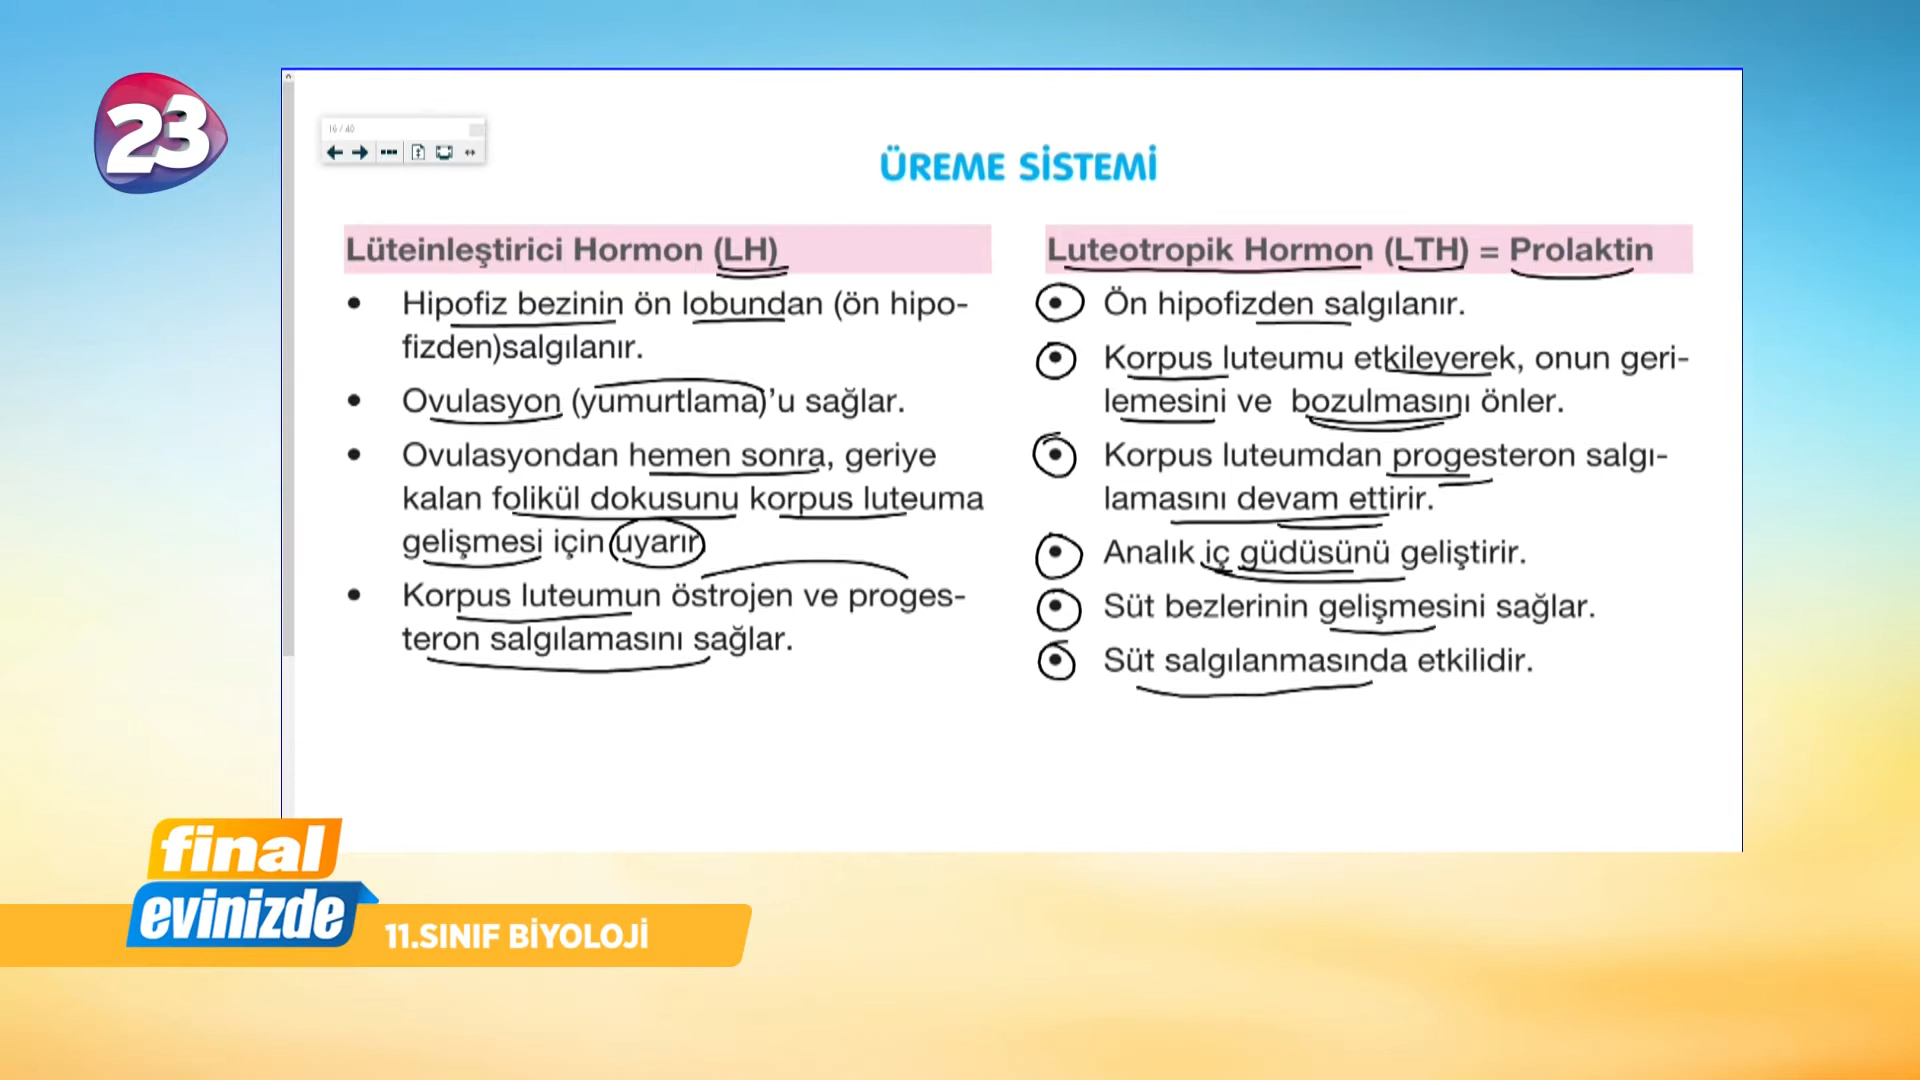 23
16 / 40
ÜREME SİSTEMİ
Lüteinleştirici Hormon (LH)
• Hipofiz bezinin ön lobundan (ön hipo-
fizden)salgılanır.
• Ovulasyon (yumurtlama)'u sağlar.
• Ovulasyondan hemen sonra, geriye
kalan folikül dokusunu korpus luteuma
gelişmesi için uyarır
• Korpus luteumun östrojen ve proges-
teron salgılamasını sağlar.
Luteotropik Hormon (LTH) = Prolaktin
• Ön hipofizden salgılanır.
• Korpus luteumu etkileyerek, onun geri-
lemesini ve bozulmasını önler.
• Korpus luteumdan progesteron salgı-
lamasını devam ettirir.
• Analık iç güdüsünü geliştirir.
• Süt bezlerinin gelişmesini sağlar.
• Süt salgılanmasında etkilidir.
final
evinizde
11.SINIF BİYOLOJİ